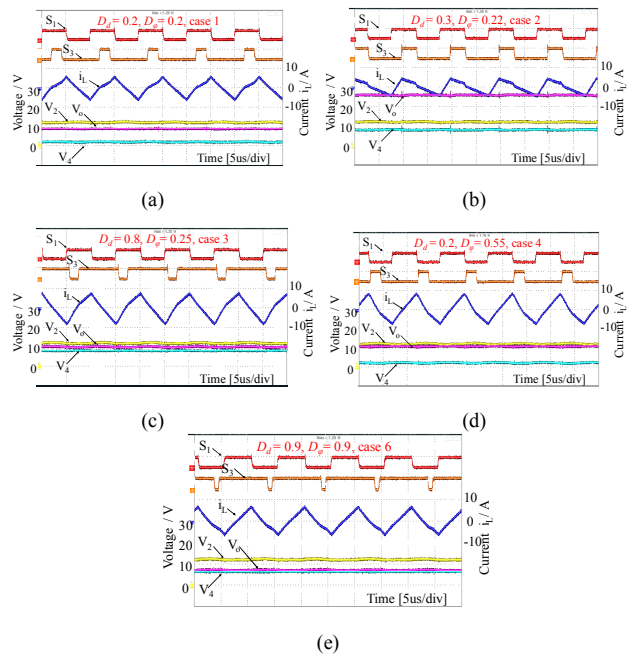 S1
Dd = 0.2, Dφ = 0.2, case 1
S3
iL
V2
Vo
V4
Voltage / V
30
20
10
0
10
0
-10
Current iL / A
Time [5us/div]
(a)
S1
Dd = 0.3, Dφ = 0.22, case 2
S3
iL
V2
Vo
V4
Voltage / V
30
20
10
0
10
0
-10
Current iL / A
Time [5us/div]
(b)
S1
Dd = 0.8, Dφ = 0.25, case 3
S3
iL
V2
Vo
V4
Voltage / V
30
20
10
0
10
0
-10
Current iL / A
Time [5us/div]
(c)
S1
Dd = 0.2, Dφ = 0.55, case 4
S3
iL
V2
Vo
V4
Voltage / V
30
20
10
0
10
0
-10
Current iL / A
Time [5us/div]
(d)
S1
Dd = 0.9, Dφ = 0.9, case 6
S3
iL
V2
Vo
V4
Voltage / V
30
20
10
0
10
0
-10
Current iL / A
Time [5us/div]
(e)